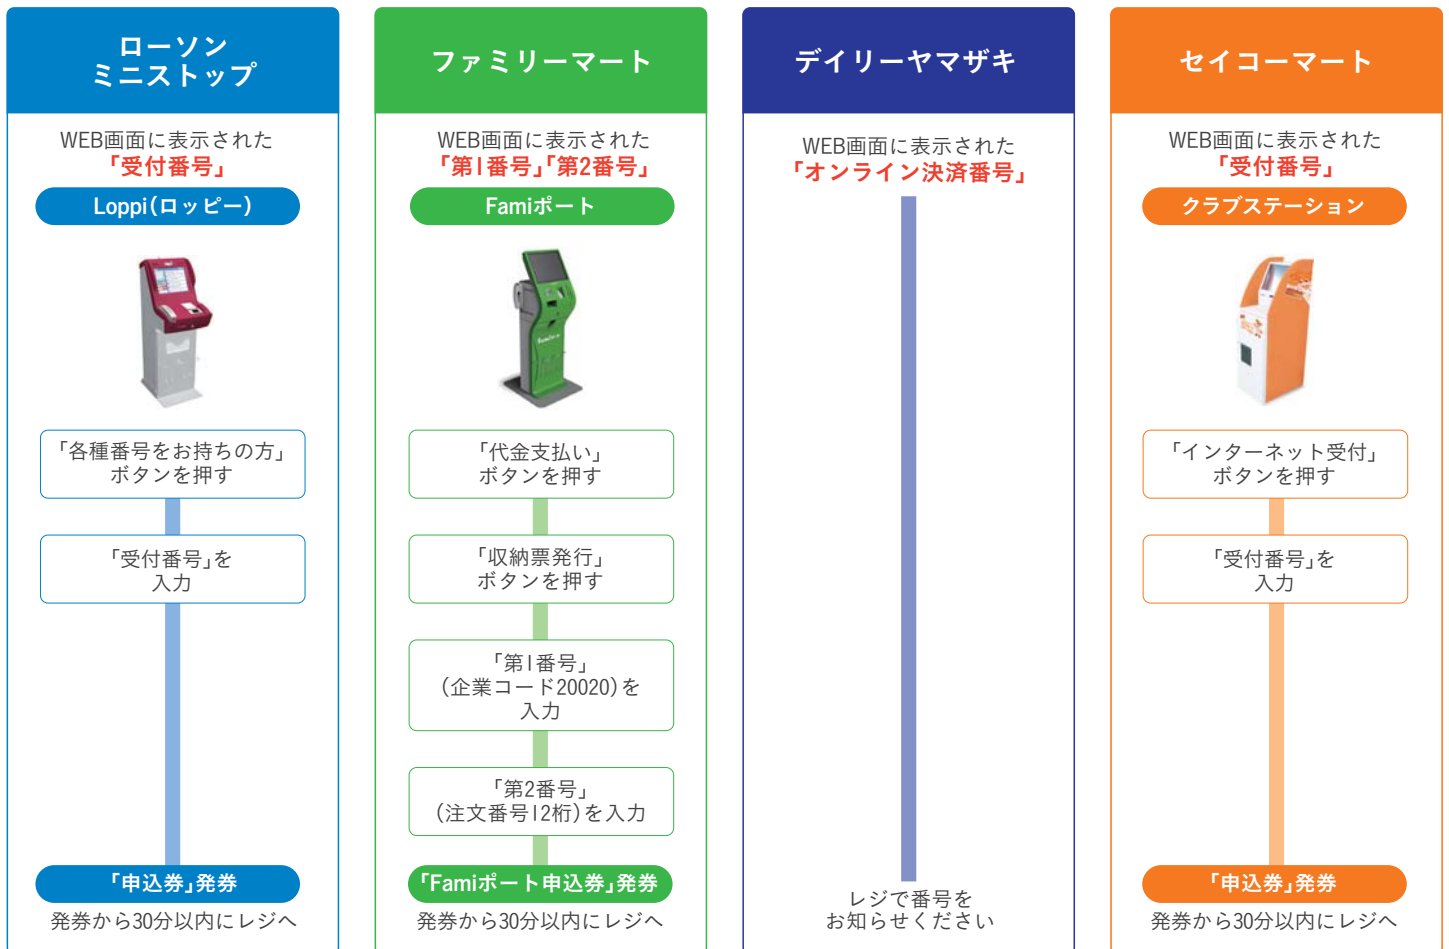 ローソン
ミニストップ
WEB画面に表示された
「受付番号」
Loppi(ロッピー)
「各種番号をお持ちの方」
ボタンを押す
「受付番号」を
入力
「申込券」発券
発券から30分以内にレジへ
ファミリーマート
WEB画面に表示された
「第1番号」「第2番号」
Famiポート
「代金支払い」
ボタンを押す
「収納票発行」
ボタンを押す
「第1番号」
(企業コード20020)を
入力
「第2番号」
(注文番号12桁)を入力
「Famiポート申込券」発券
発券から30分以内にレジへ
デイリーヤマザキ
WEB画面に表示された
「オンライン決済番号」
レジで番号を
お知らせください
セイコーマート
WEB画面に表示された
「受付番号」
クラブステーション
「インターネット受付」
ボタンを押す
「受付番号」を
入力
「申込券」発券
発券から30分以内にレジへ